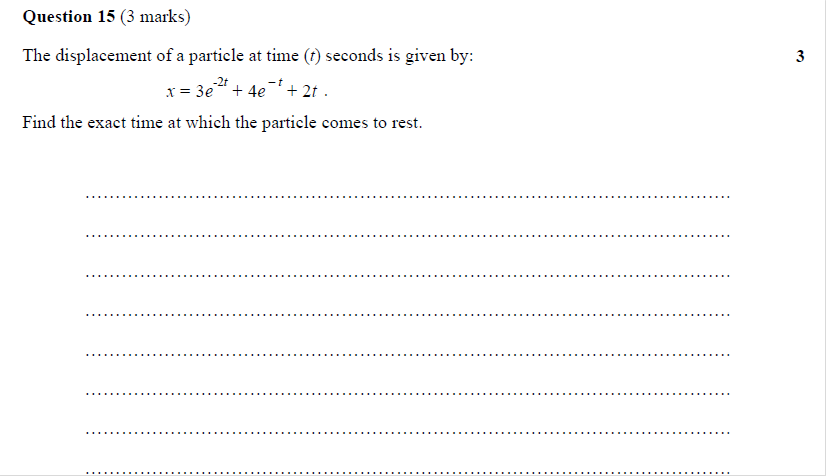 Question 15 (3 marks)
The displacement of a particle at time (t) seconds is given by: 3
x = 3e^-2t + 4e^-t + 2t .
Find the exact time at which the particle comes to rest.